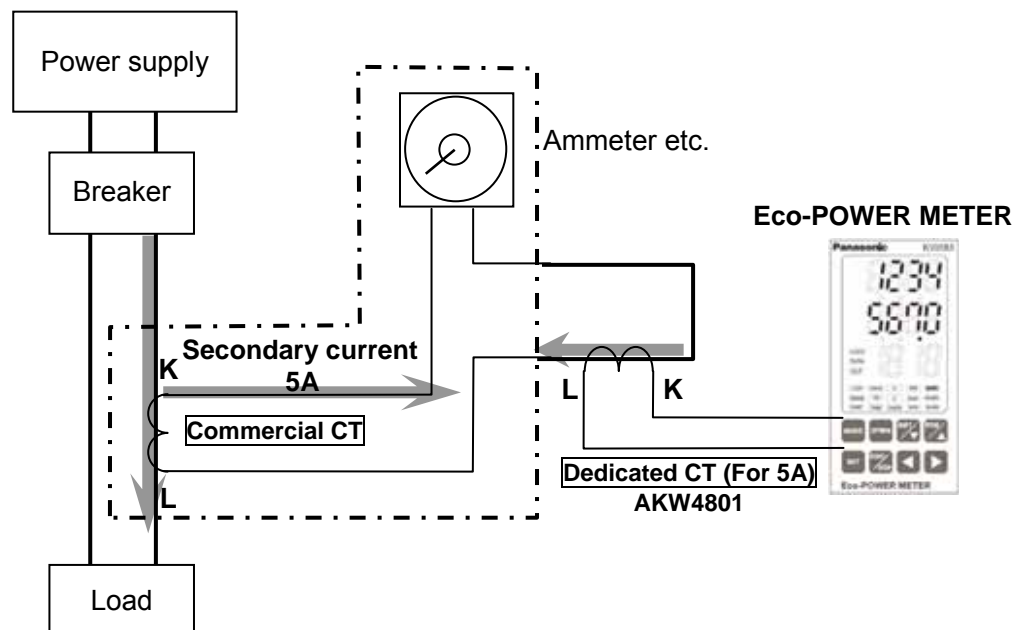 Power supply
Ammeter etc.
Breaker
Eco-POWER METER
Panasonic
1234
5670
K
Secondary current
5A
L
K
Commercial CT
Dedicated CT (For 5A)
AKW4801
L
Eco-POWER METER
Load